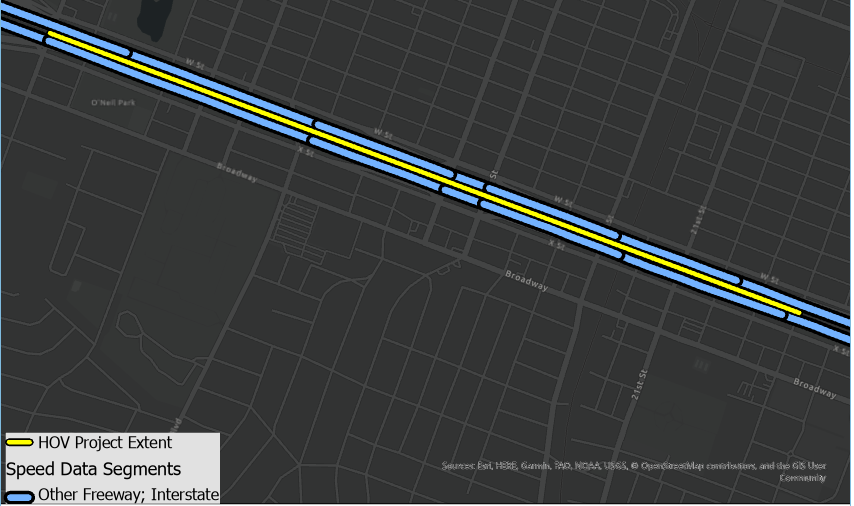 W St
O'Neil Park
W St
X St
Broadway
St
W St
St
21st St
X St
W St
Broadway
X St
21st St
Broadway
lvd
HOV Project Extent
Speed Data Segments
Other Freeway; Interstate
Sources: Esri, HERE, Garmin, FAO, NOAA, USGS, © OpenStreetMap contributors, and the GIS User
Community